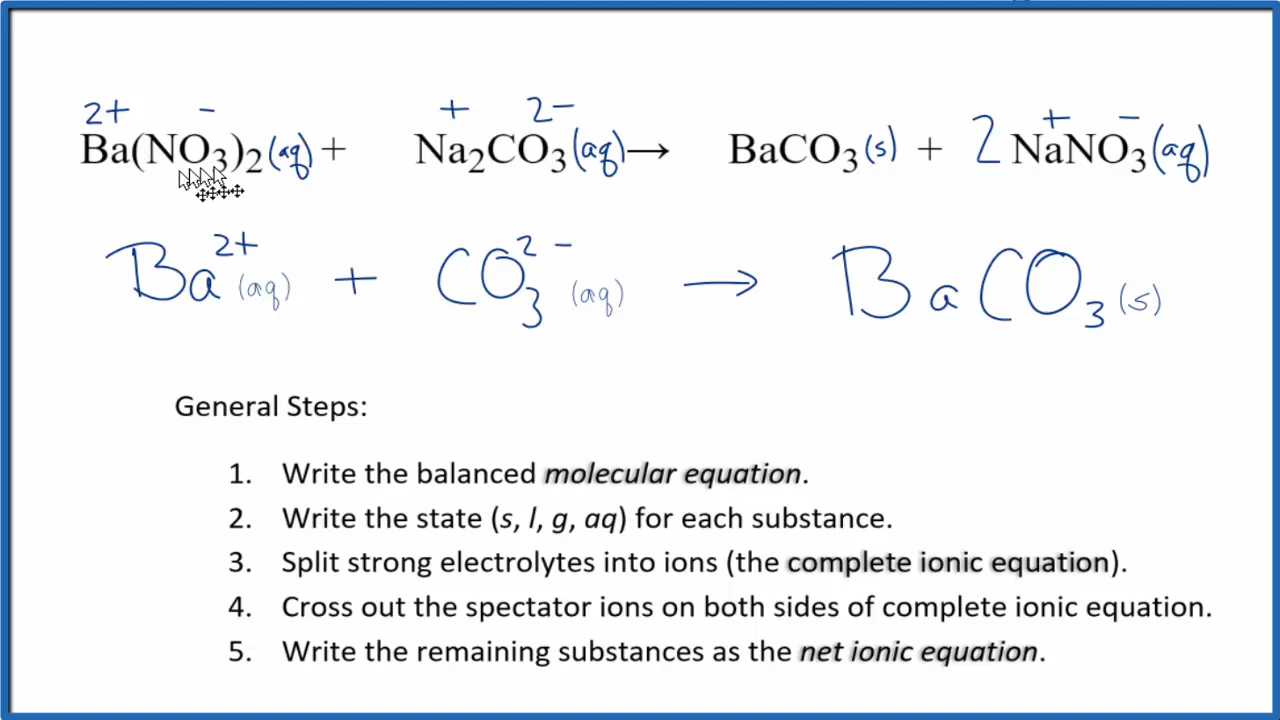 2+ - + 2- + -
Ba(NO₃)₂(aq) + Na₂CO₃(aq) → BaCO₃(s) + 2 NaNO₃(aq)
Ba²⁺(aq) + CO₃²⁻(aq) → BaCO₃(s)
General Steps:
1. Write the balanced molecular equation.
2. Write the state (s, l, g, aq) for each substance.
3. Split strong electrolytes into ions (the complete ionic equation).
4. Cross out the spectator ions on both sides of complete ionic equation.
5. Write the remaining substances as the net ionic equation.